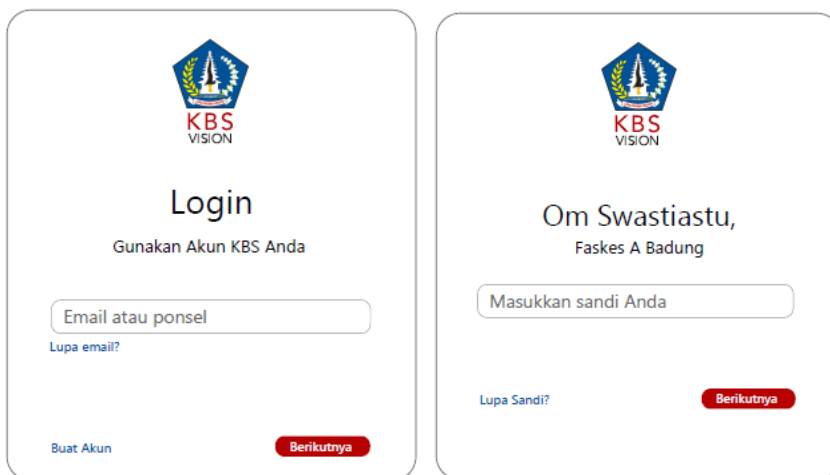 KBS
VISION
Login
Gunakan Akun KBS Anda
Email atau ponsel
Lupa email?
Buat Akun
Berikutnya
KBS
VISION
Om Swastiastu,
Faskes A Badung
Masukkan sandi Anda
Lupa Sandi?
Berikutnya